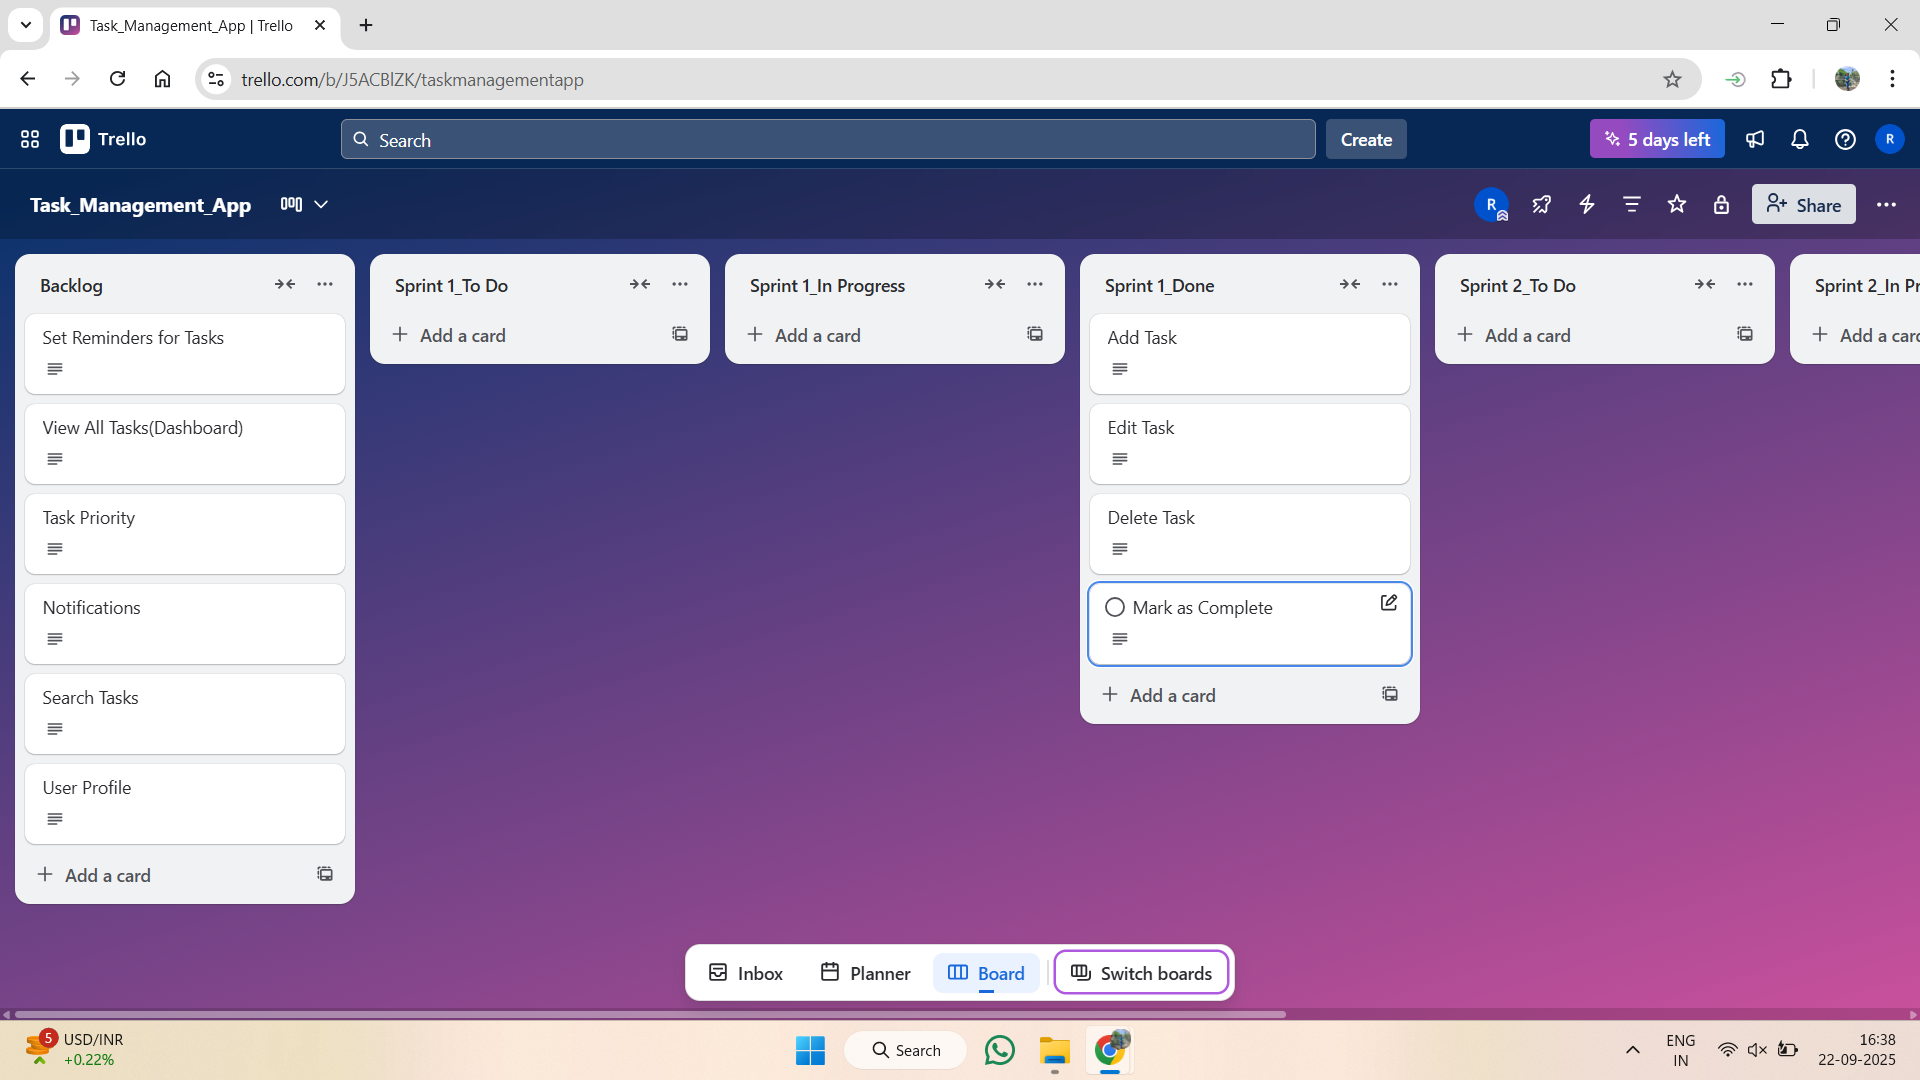 Task_Management_App | Trello
trello.com/b/J5ACBlZK/taskmanagementapp
Trello
Search
Create
5 days left
R
Task_Management_App
R
Share
Backlog
Set Reminders for Tasks
View All Tasks(Dashboard)
Task Priority
Notifications
Search Tasks
User Profile
Add a card
Sprint 1_To Do
Add a card
Sprint 1_In Progress
Add a card
Sprint 1_Done
Add Task
Edit Task
Delete Task
Mark as Complete
Add a card
Sprint 2_To Do
Add a card
Sprint 2_In Pr
Add a card
Inbox
Planner
Board
Switch boards
5
USD/INR
+0.22%
Search
ENG
IN
16:38
22-09-2025